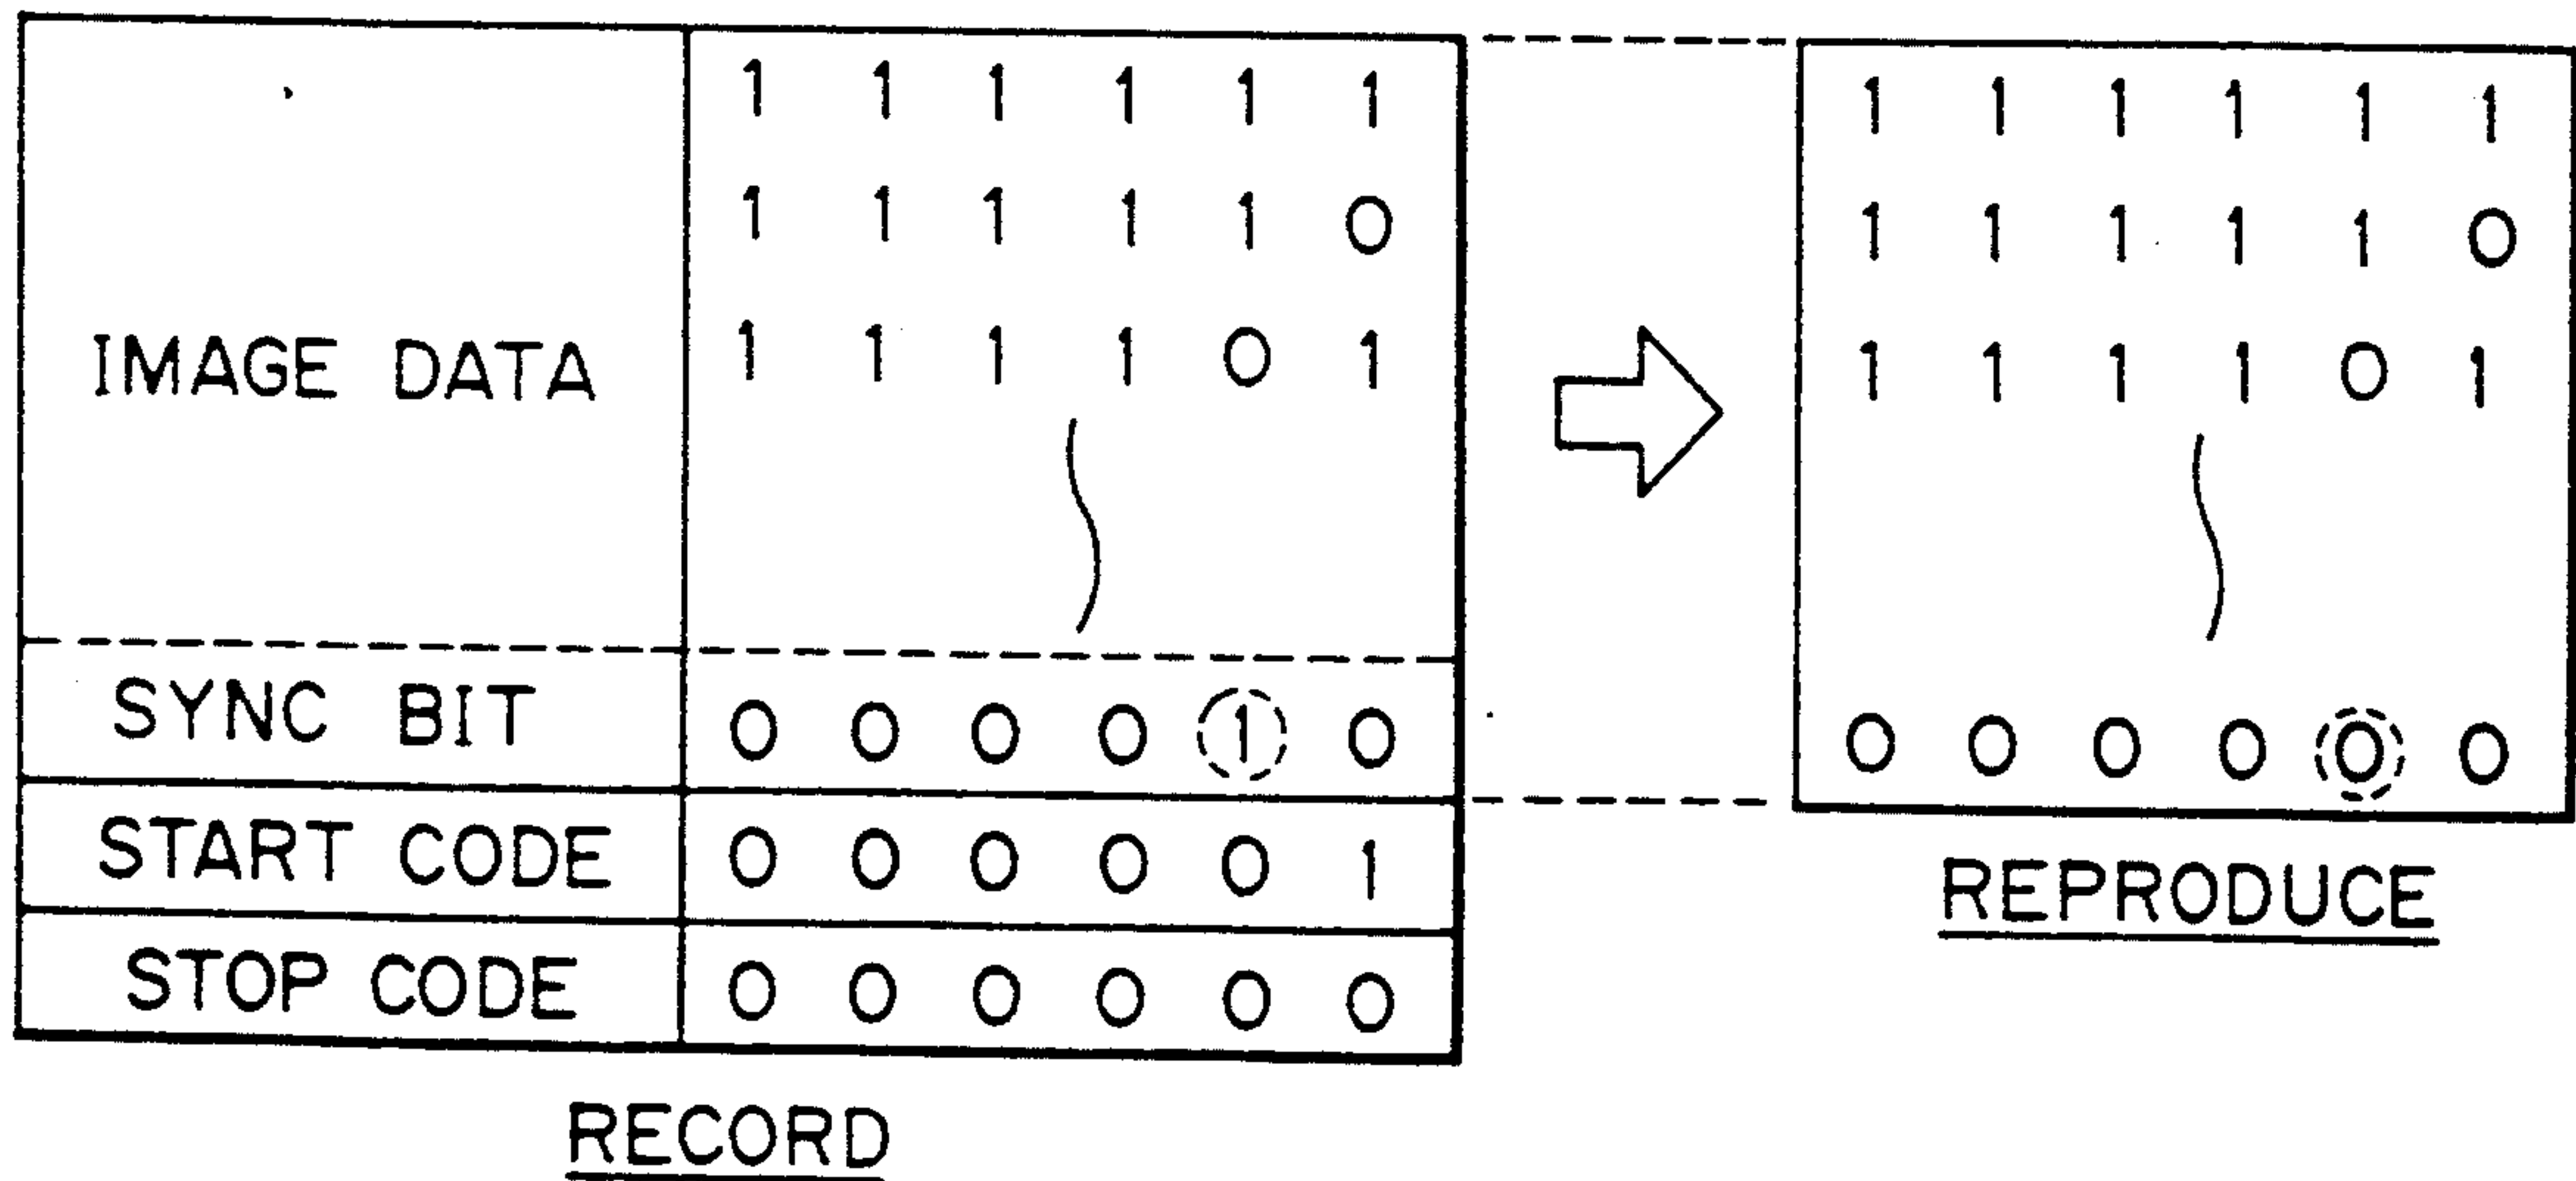 1 1 1 1 1 1
1 1 1 1 1 0
IMAGE DATA 1 1 1 1 0 1
SYNC BIT 0 0 0 0 1 0
START CODE 0 0 0 0 0 1
STOP CODE 0 0 0 0 0 0
RECORD
1 1 1 1 1 1
1 1 1 1 1 0
1 1 1 1 0 1
0 0 0 0 0 0
REPRODUCE